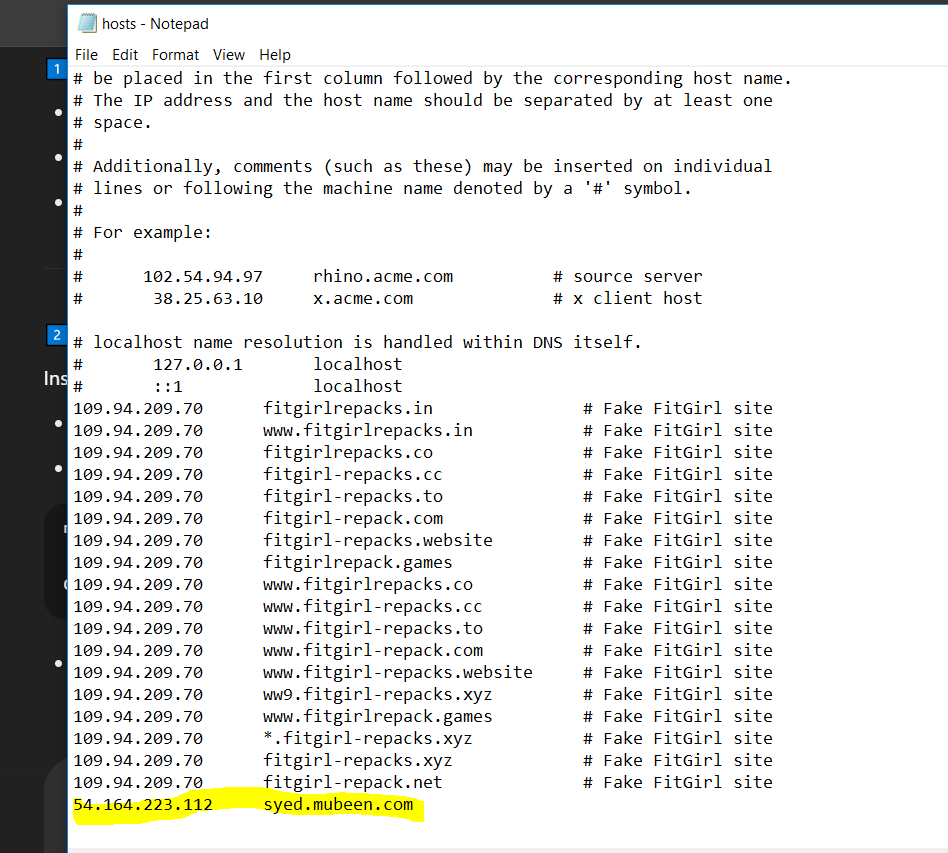 hosts - Notepad
File Edit Format View Help
1
# be placed in the first column followed by the corresponding host name.
# The IP address and the host name should be separated by at least one
# space.
#
# Additionally, comments (such as these) may be inserted on individual
# lines or following the machine name denoted by a '#' symbol.
#
# For example:
#
# 102.54.94.97 rhino.acme.com # source server
# 38.25.63.10 x.acme.com # x client host
2
# localhost name resolution is handled within DNS itself.
# 127.0.0.1 localhost
Ins
# ::1 localhost
109.94.209.70 fitgirlrepacks.in # Fake FitGirl site
109.94.209.70 www.fitgirlrepacks.in # Fake FitGirl site
109.94.209.70 fitgirlrepacks.co # Fake FitGirl site
109.94.209.70 fitgirl-repacks.cc # Fake FitGirl site
109.94.209.70 fitgirl-repacks.to # Fake FitGirl site
109.94.209.70 fitgirl-repack.com # Fake FitGirl site
109.94.209.70 fitgirl-repacks.website # Fake FitGirl site
109.94.209.70 fitgirlrepack.games # Fake FitGirl site
109.94.209.70 www.fitgirlrepacks.co # Fake FitGirl site
109.94.209.70 www.fitgirl-repacks.cc # Fake FitGirl site
109.94.209.70 www.fitgirl-repacks.to # Fake FitGirl site
109.94.209.70 www.fitgirl-repack.com # Fake FitGirl site
109.94.209.70 www.fitgirl-repacks.website # Fake FitGirl site
109.94.209.70 ww9.fitgirl-repacks.xyz # Fake FitGirl site
109.94.209.70 www.fitgirlrepack.games # Fake FitGirl site
109.94.209.70 *.fitgirl-repacks.xyz # Fake FitGirl site
109.94.209.70 fitgirl-repacks.xyz # Fake FitGirl site
109.94.209.70 fitgirl-repack.net # Fake FitGirl site
54.164.223.112 syed.mubeen.com